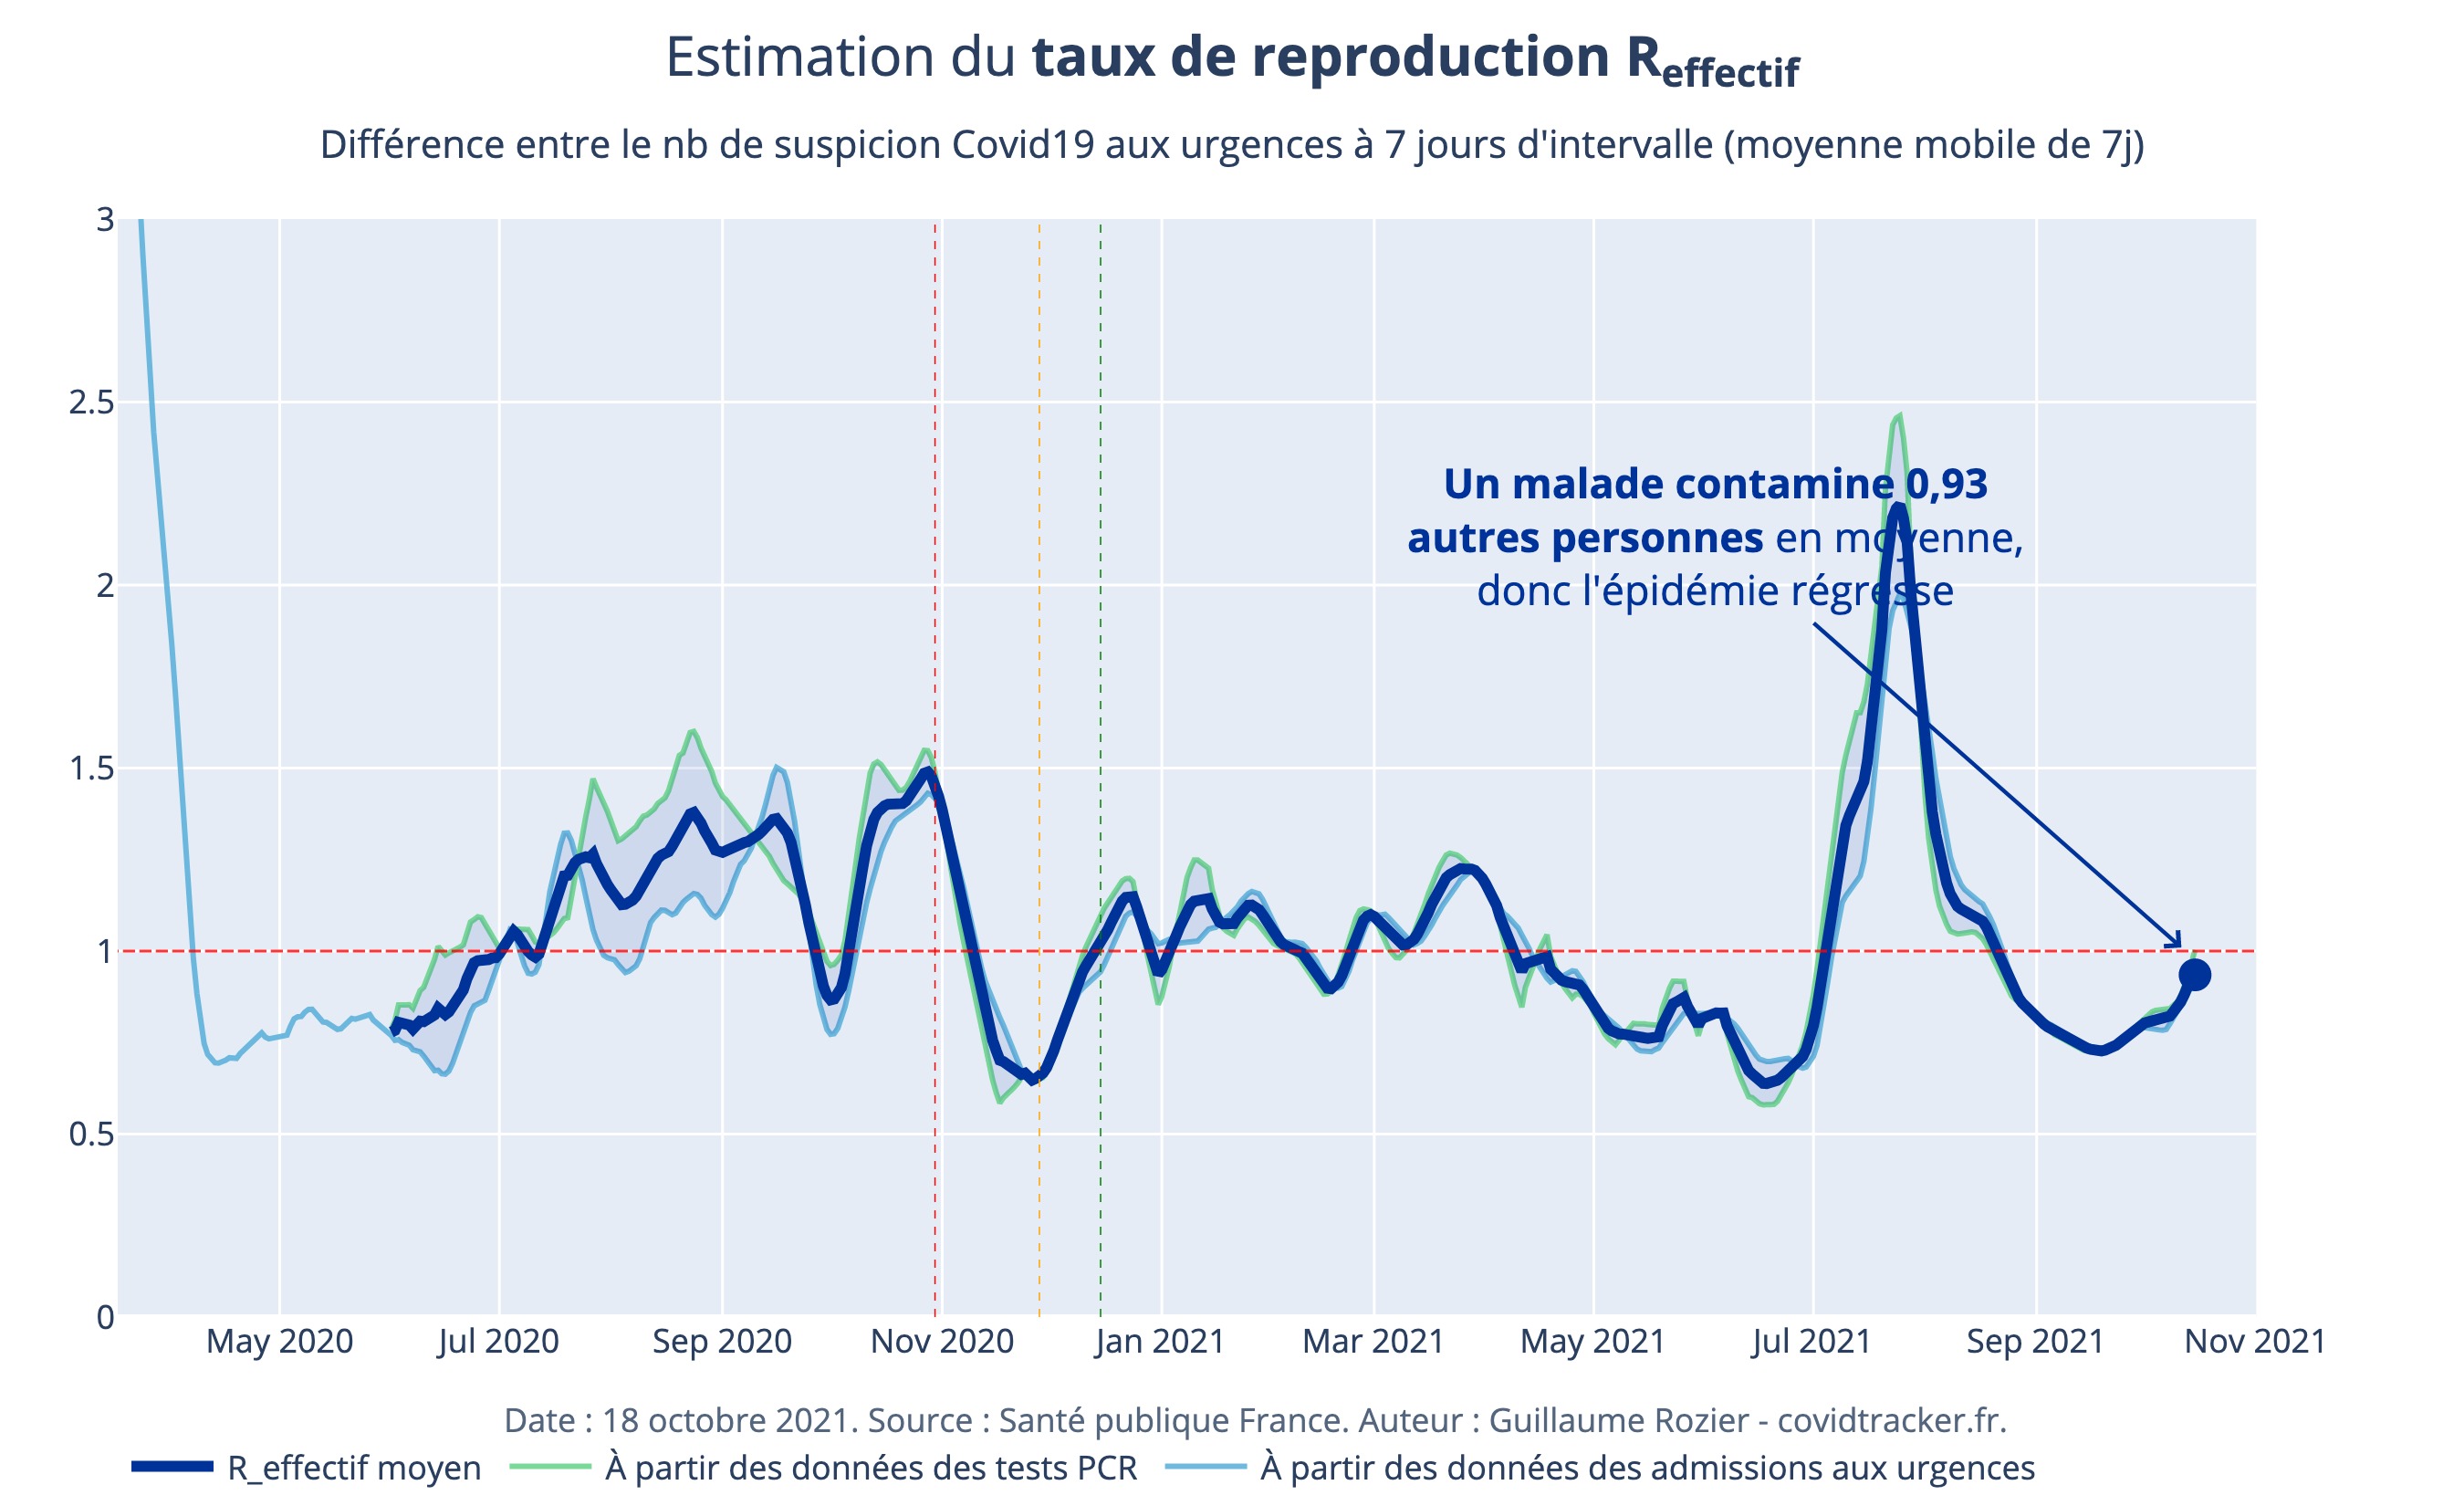 Estimation du taux de reproduction Reffectif
Différence entre le nb de suspicion Covid19 aux urgences à 7 jours d'intervalle (moyenne mobile de 7j)
3
2.5
2
1.5
1
0.5
0
Un malade contamine 0,93
autres personnes en moyenne,
donc l'épidémie régresse
May 2020 Jul 2020 Sep 2020 Nov 2020 Jan 2021 Mar 2021 May 2021 Jul 2021 Sep 2021 Nov 2021
Date : 18 octobre 2021. Source : Santé publique France. Auteur : Guillaume Rozier - covidtracker.fr.
R_effectif moyen À partir des données des tests PCR À partir des données des admissions aux urgences